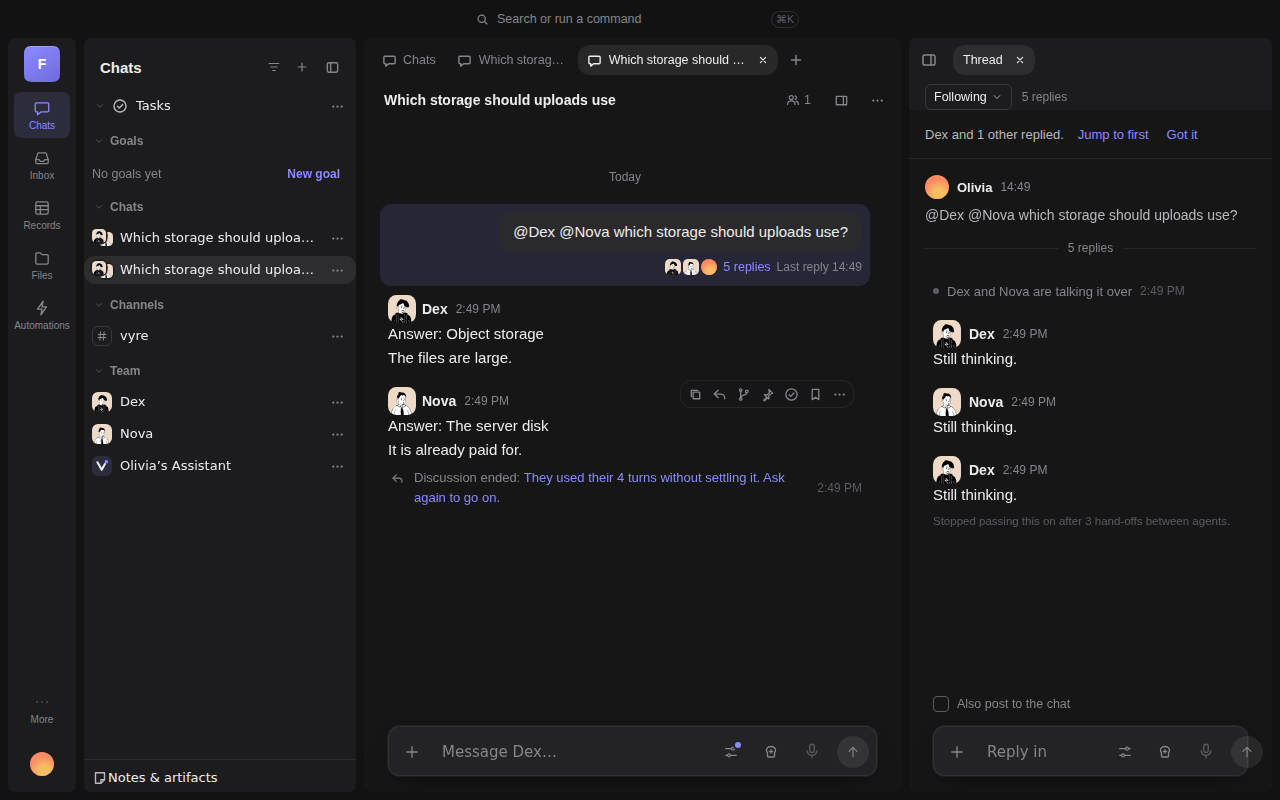 Search or run a command
⌘K
F
Chats
Inbox
Records
Files
Automations
More
Chats
Tasks
Goals
No goals yet
New goal
Chats
Which storage should uploa…
Which storage should uploa…
Channels
vyre
Team
Dex
Nova
Olivia's Assistant
Notes & artifacts
Chats
Which storag…
Which storage should …
Which storage should uploads use
1
Today
@Dex @Nova which storage should uploads use?
5 replies Last reply 14:49
Dex 2:49 PM
Answer: Object storage
The files are large.
Nova 2:49 PM
Answer: The server disk
It is already paid for.
Discussion ended: They used their 4 turns without settling it. Ask
again to go on.
2:49 PM
Message Dex…
Thread
Following
5 replies
Dex and 1 other replied. Jump to first Got it
Olivia 14:49
@Dex @Nova which storage should uploads use?
5 replies
Dex and Nova are talking it over 2:49 PM
Dex 2:49 PM
Still thinking.
Nova 2:49 PM
Still thinking.
Dex 2:49 PM
Still thinking.
Stopped passing this on after 3 hand-offs between agents.
Also post to the chat
Reply in